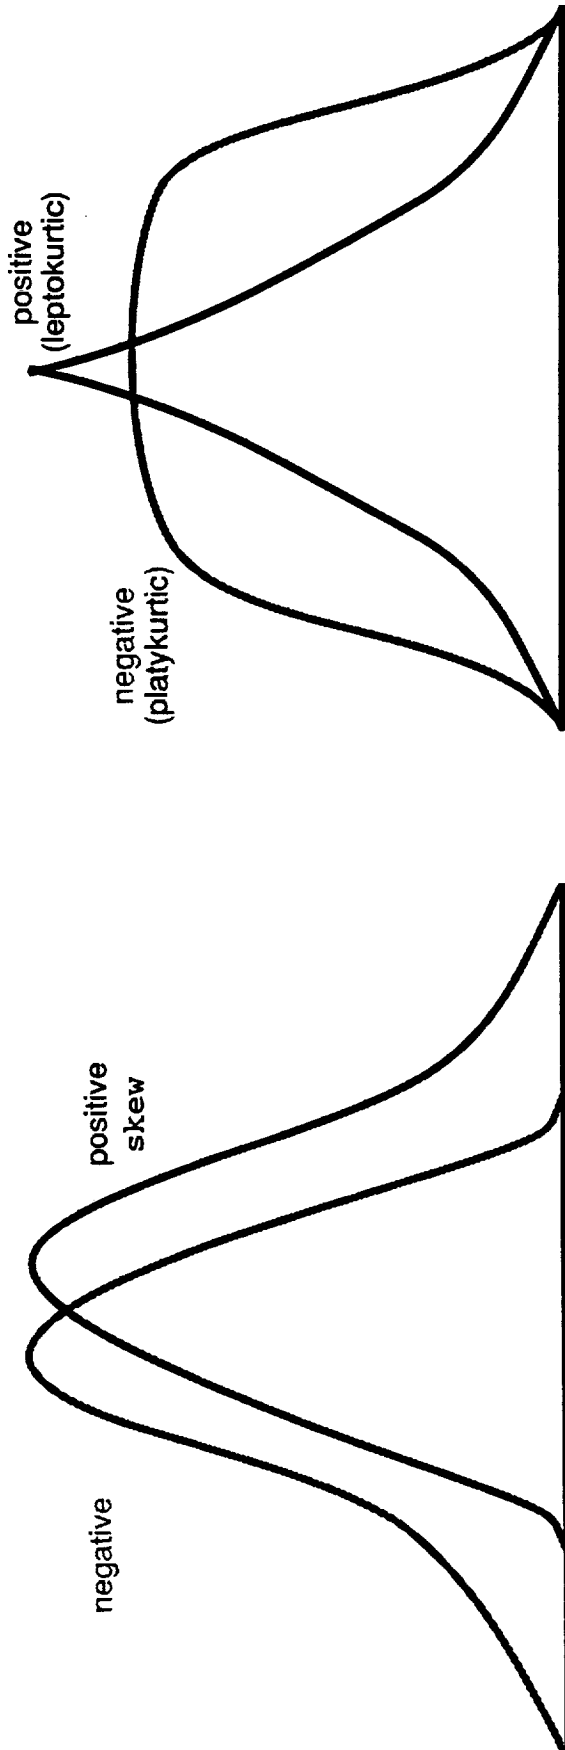 negative
positive
skew
negative
(platykurtic)
positive
(leptokurtic)